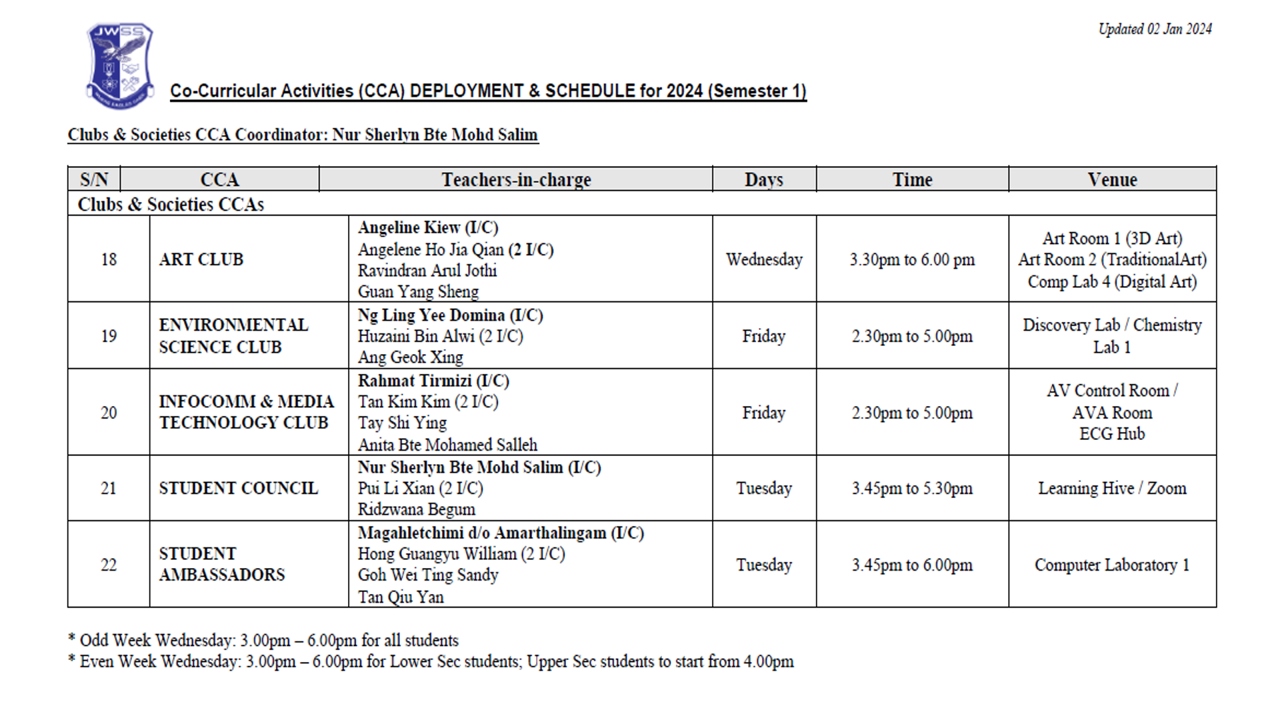 JWSS
Updated 02 Jan 2024
Co-Curricular Activities (CCA) DEPLOYMENT & SCHEDULE for 2024 (Semester 1)
Clubs & Societies CCA Coordinator: Nur Sherlyn Bte Mohd Salim
S/N CCA Teachers-in-charge Days Time Venue
Clubs & Societies CCAs
18
ART CLUB
Angeline Kiew (I/C)
Angelene Ho Jia Qian (2 I/C)
Ravindran Arul Jothi
Guan Yang Sheng
Wednesday
3.30pm to 6.00 pm
Art Room 1 (3D Art)
Art Room 2 (TraditionalArt)
Comp Lab 4 (Digital Art)
19
ENVIRONMENTAL
SCIENCE CLUB
Ng Ling Yee Domina (I/C)
Huzaini Bin Alwi (2 I/C)
Ang Geok Xing
Friday
2.30pm to 5.00pm
Discovery Lab / Chemistry
Lab 1
20
INFOCOMM & MEDIA
TECHNOLOGY CLUB
Rahmat Tirmizi (I/C)
Tan Kim Kim (2 I/C)
Tay Shi Ying
Anita Bte Mohamed Salleh
Friday
2.30pm to 5.00pm
AV Control Room /
AVA Room
ECG Hub
21
STUDENT COUNCIL
Nur Sherlyn Bte Mohd Salim (I/C)
Pui Li Xian (2 I/C)
Ridzwana Begum
Tuesday
3.45pm to 5.30pm
Learning Hive / Zoom
22
STUDENT
AMBASSADORS
Magahletchimi d/o Amarthalingam (I/C)
Hong Guangyu William (2 I/C)
Goh Wei Ting Sandy
Tan Qiu Yan
Tuesday
3.45pm to 6.00pm
Computer Laboratory 1
* Odd Week Wednesday: 3.00pm – 6.00pm for all students
* Even Week Wednesday: 3.00pm – 6.00pm for Lower Sec students; Upper Sec students to start from 4.00pm